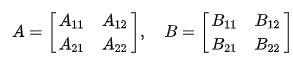 A = [ A₁₁ A₁₂ ; A₂₁ A₂₂ ], B = [ B₁₁ B₁₂ ; B₂₁ B₂₂ ]